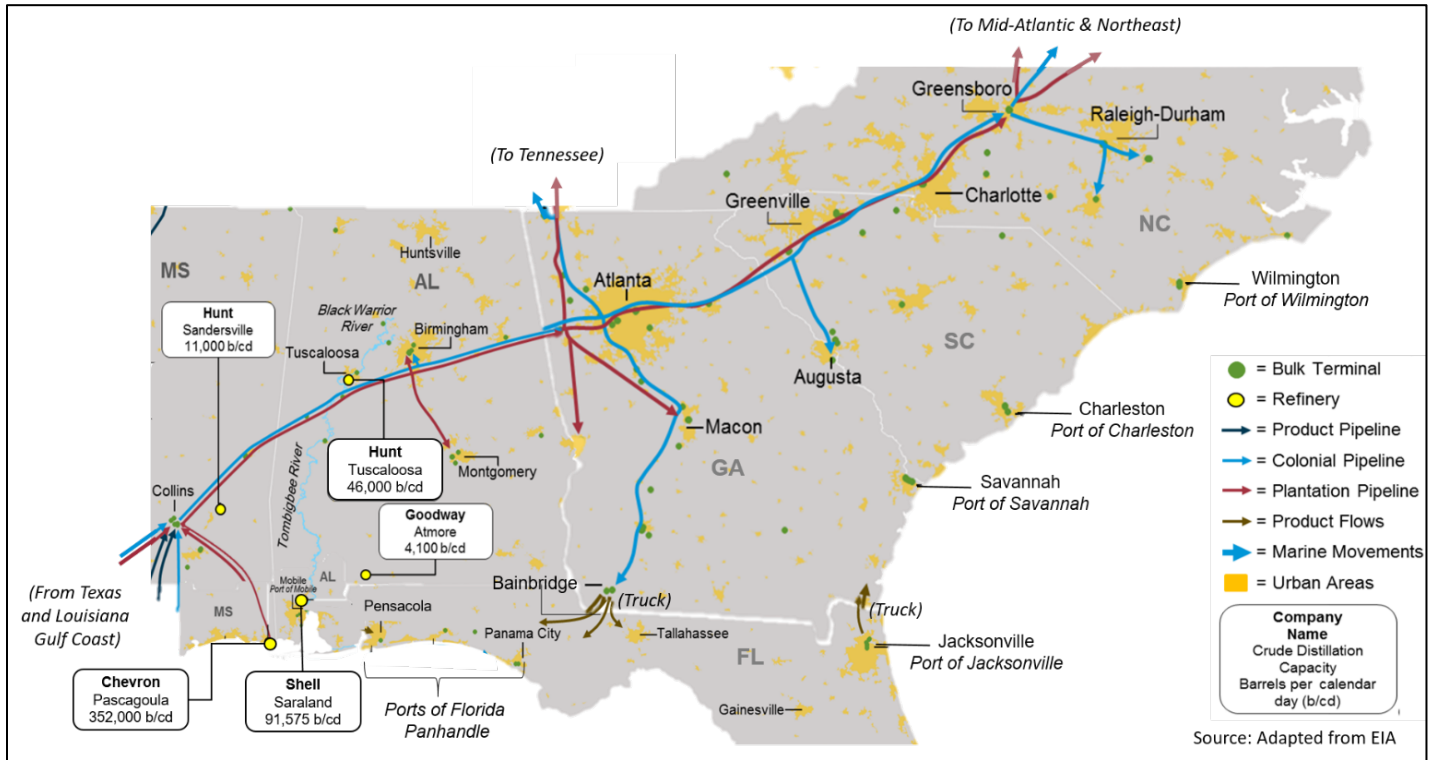 (To Mid-Atlantic & Northeast)
Greensboro
Raleigh-Durham
(To Tennessee)
Charlotte
Greenville
NC
Huntsville
MS
AL
Atlanta
Wilmington
Port of Wilmington
Hunt
Sandersville
11,000 b/cd
Black Warrior
River
Birmingham
Tuscaloosa
SC
Augusta
Charleston
Port of Charleston
Macon
GA
Hunt
Tuscaloosa
46,000 b/cd
Montgomery
Savannah
Port of Savannah
Collins
Tombigbee River
Goodway
Atmore
4,100 b/cd
(From Texas
and Louisiana
Gulf Coast)
MS
Mobile
Port of Mobile
AL
Pensacola
Bainbridge
(Truck)
(Truck)
Panama City
Tallahassee
Jacksonville
Port of Jacksonville
FL
Gainesville
Chevron
Pascagoula
352,000 b/cd
Shell
Saraland
91,575 b/cd
Ports of Florida
Panhandle
= Bulk Terminal
= Refinery
= Product Pipeline
= Colonial Pipeline
= Plantation Pipeline
= Product Flows
= Marine Movements
= Urban Areas
Company
Name
Crude Distillation
Capacity
Barrels per calendar
day (b/cd)
Source: Adapted from EIA